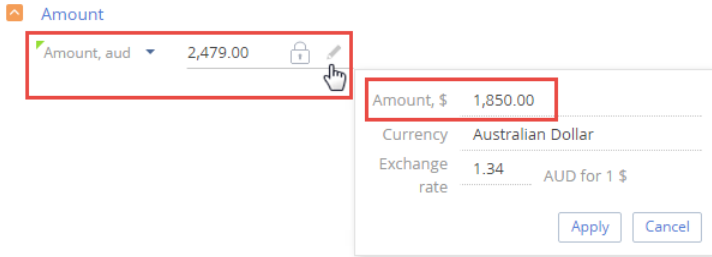 Amount
Amount, aud 2,479.00
Amount, $ 1,850.00
Currency Australian Dollar
Exchange rate 1.34 AUD for 1 $
Apply Cancel